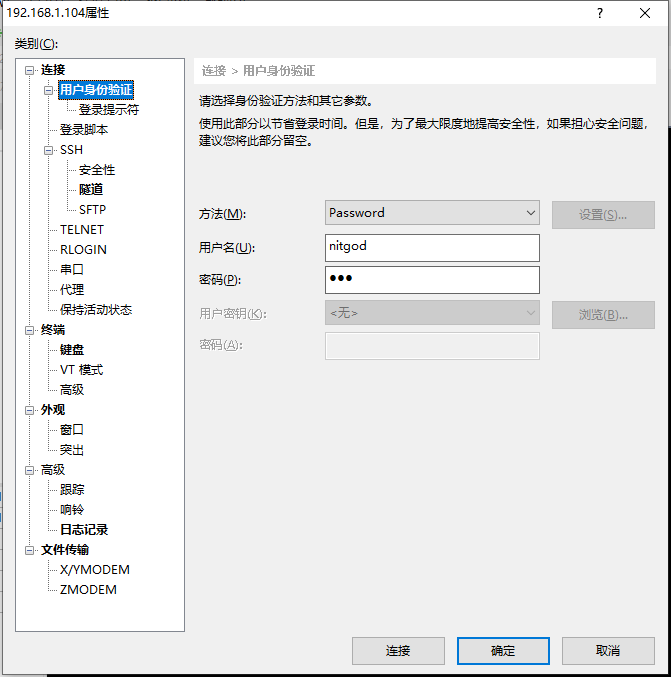 192.168.1.104属性
类别(C):
连接
用户身份验证
登录提示符
登录脚本
SSH
安全性
隧道
SFTP
TELNET
RLOGIN
串口
代理
保持活动状态
终端
键盘
VT 模式
高级
外观
窗口
突出
高级
跟踪
响铃
日志记录
文件传输
X/YMODEM
ZMODEM
连接 > 用户身份验证
请选择身份验证方法和其它参数。
使用此部分以节省登录时间。但是，为了最大限度地提高安全性，如果担心安全问题，
建议您将此部分留空。
方法(M):
Password
设置(S)...
用户名(U):
nitgod
密码(P):
●●●
用户密钥(K):
<无>
浏览(B)...
密码(A):
连接
确定
取消